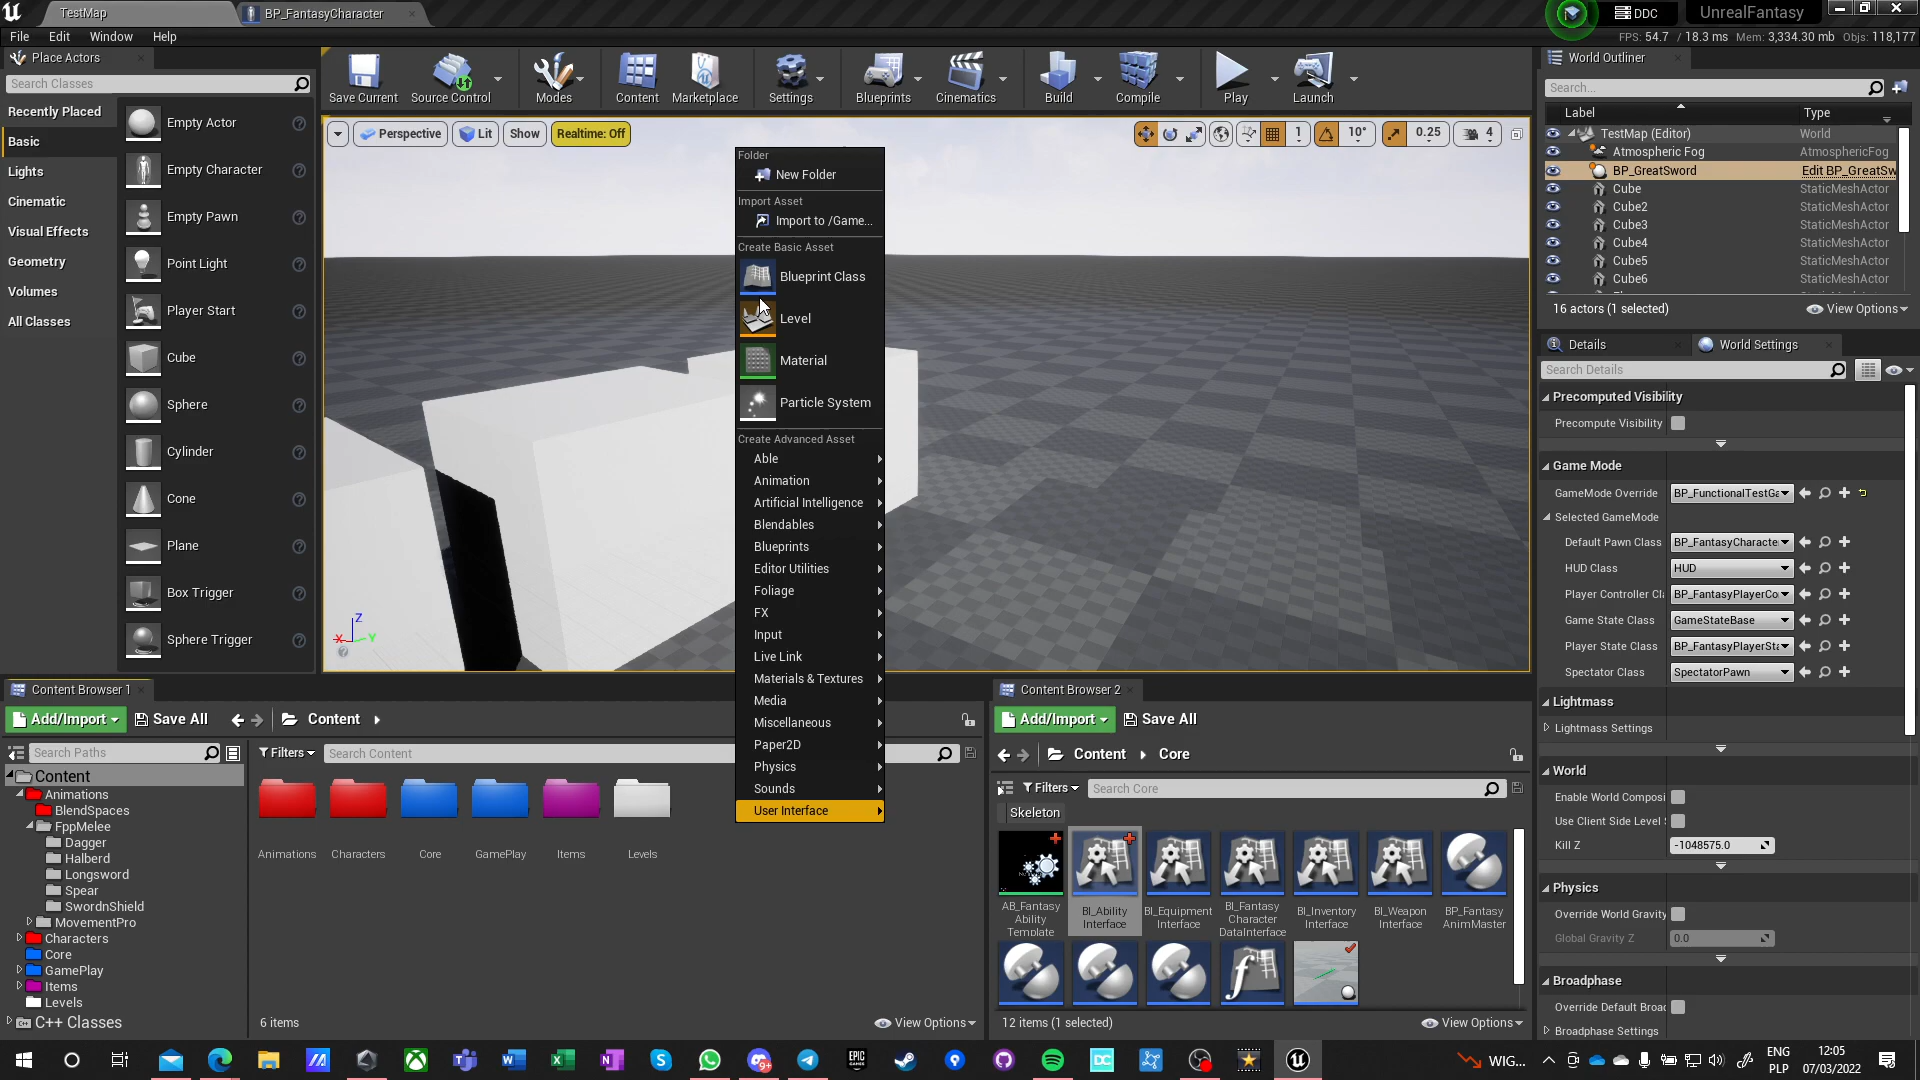 TestMap
BP_FantasyCharacter
DDC
UnrealFantasy
File
Edit
Window
Help
FPS: 54.7 / 18.3 ms Mem: 3,334.30 mb Objs: 118,177
Place Actors
Search Classes
Recently Placed
Basic
Lights
Cinematic
Visual Effects
Geometry
Volumes
All Classes
Empty Actor
Empty Character
Empty Pawn
Point Light
Player Start
Cube
Sphere
Cylinder
Cone
Plane
Box Trigger
Sphere Trigger
Save Current
Source Control
Modes
Content
Marketplace
Settings
Blueprints
Cinematics
Build
Compile
Play
Launch
Perspective
Lit
Show
Realtime: Off
1
10°
0.25
4
Folder
New Folder
Import Asset
Import to /Game...
Create Basic Asset
Blueprint Class
Level
Material
Particle System
Create Advanced Asset
Able
Animation
Artificial Intelligence
Blendables
Blueprints
Editor Utilities
Foliage
FX
Input
Live Link
Materials & Textures
Media
Miscellaneous
Paper2D
Physics
Sounds
User Interface
X
Y
Z
World Outliner
Search...
Label
Type
TestMap (Editor)
World
Atmospheric Fog
AtmosphericFog
BP_GreatSword
Edit BP_GreatSw
Cube
StaticMeshActor
Cube2
StaticMeshActor
Cube3
StaticMeshActor
Cube4
StaticMeshActor
Cube5
StaticMeshActor
Cube6
StaticMeshActor
16 actors (1 selected)
View Options
Details
World Settings
Search Details
Precomputed Visibility
Precompute Visibility
Game Mode
GameMode Override
BP_FunctionalTestGa
Selected GameMode
Default Pawn Class
BP_FantasyCharacte
HUD Class
HUD
Player Controller Cl
BP_FantasyPlayerCo
Game State Class
GameStateBase
Player State Class
BP_FantasyPlayerSta
Spectator Class
SpectatorPawn
Lightmass
Lightmass Settings
World
Enable World Composi
Use Client Side Level S
Kill Z
-1048575.0
Physics
Override World Gravity
Global Gravity Z
0.0
Broadphase
Override Default Broad
Broadphase Settings
Content Browser 1
Add/Import
Save All
Content
Search Paths
Filters
Search Content
Content
Animations
BlendSpaces
FppMelee
Dagger
Halberd
Longsword
Spear
SwordnShield
MovementPro
Characters
Core
GamePlay
Items
Levels
C++ Classes
Animations
Characters
Core
GamePlay
Items
Levels
6 items
View Options
Content Browser 2
Add/Import
Save All
Content
Core
Filters
Search Core
Skeleton
AB_Fantasy
Ability
Template
BI_Ability
Interface
BI_Equipment
Interface
BI_Fantasy
Character
DataInterface
BI_Inventory
Interface
BI_Weapon
Interface
BP_Fantasy
AnimMaster
12 items (1 selected)
View Options
EPIC
GAMES
9+
DC
WIG...
ENG
PLP
12:05
07/03/2022